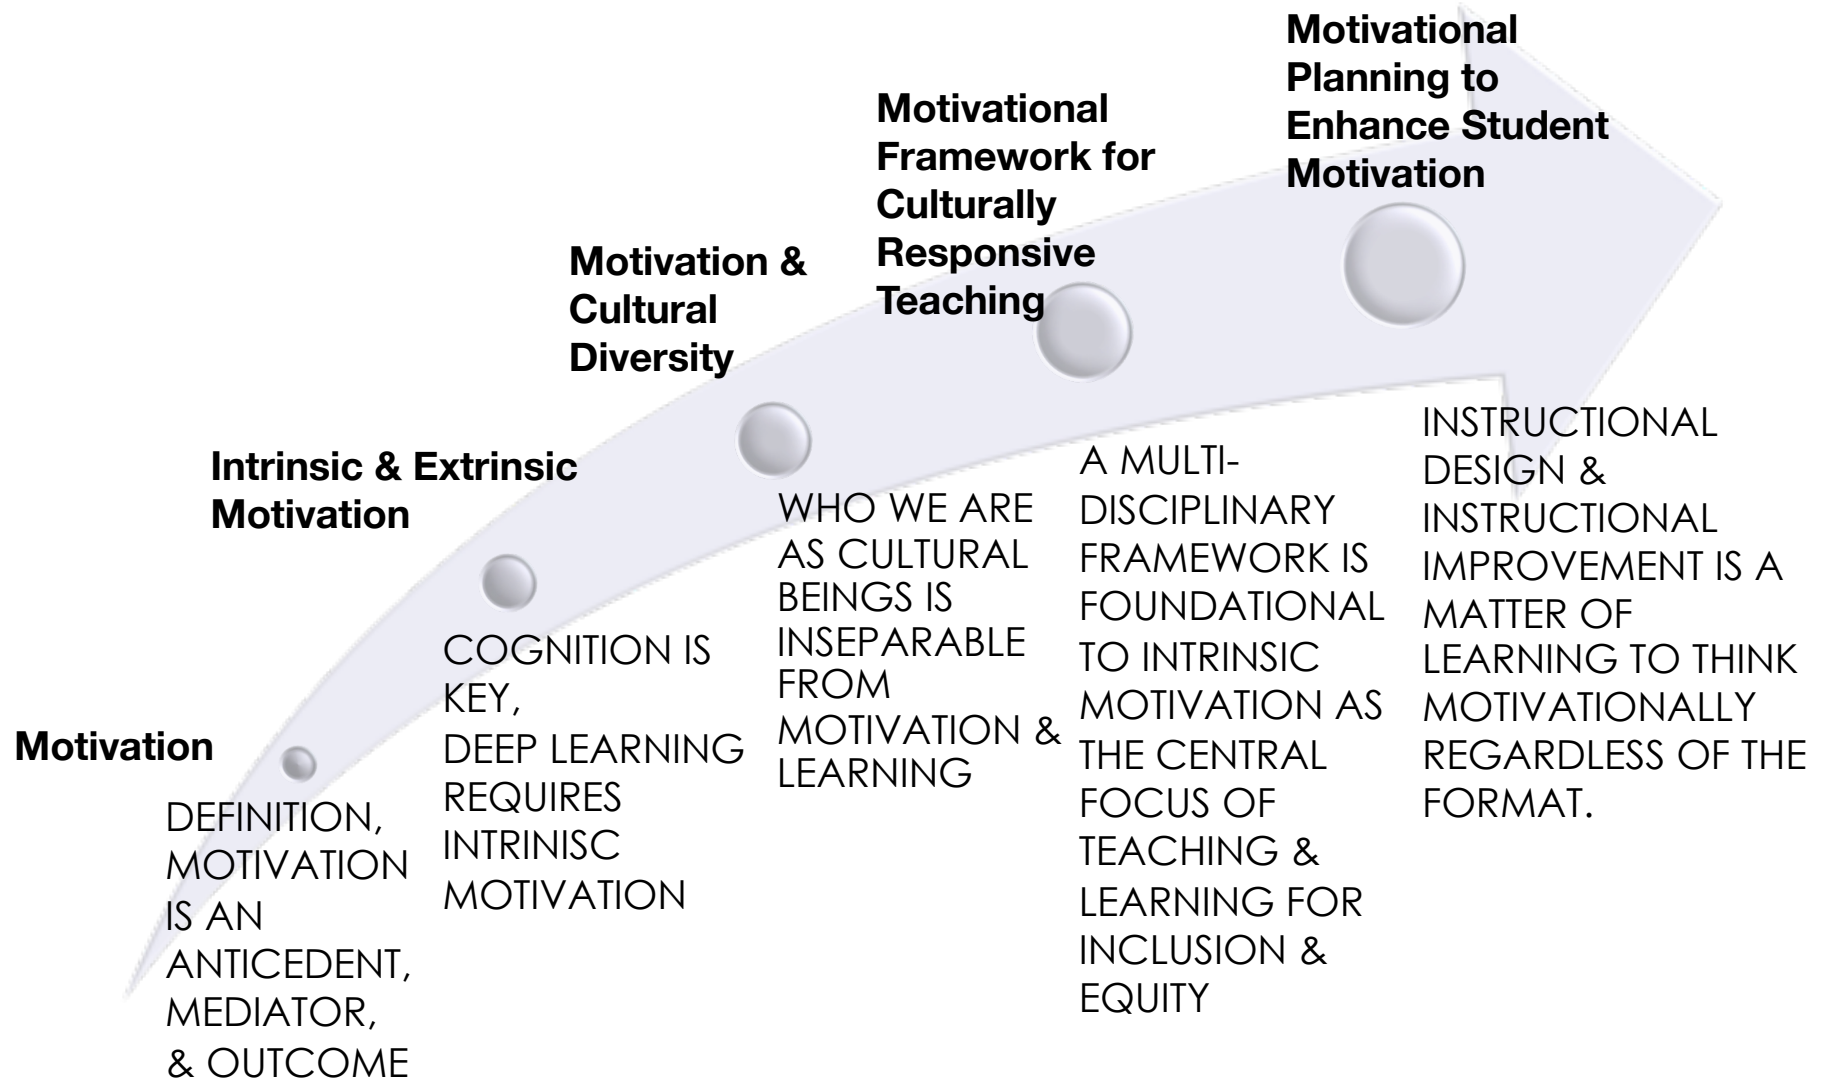 Motivation
DEFINITION,
MOTIVATION
IS AN
ANTICEDENT,
MEDIATOR,
& OUTCOME
Intrinsic & Extrinsic
Motivation
COGNITION IS
KEY,
DEEP LEARNING
REQUIRES
INTRINISC
MOTIVATION
Motivation &
Cultural
Diversity
WHO WE ARE
AS CULTURAL
BEINGS IS
INSEPARABLE
FROM
MOTIVATION &
LEARNING
Motivational
Framework for
Culturally
Responsive
Teaching
A MULTI-
DISCIPLINARY
FRAMEWORK IS
FOUNDATIONAL
TO INTRINSIC
MOTIVATION AS
THE CENTRAL
FOCUS OF
TEACHING &
LEARNING FOR
INCLUSION &
EQUITY
Motivational
Planning to
Enhance Student
Motivation
INSTRUCTIONAL
DESIGN &
INSTRUCTIONAL
IMPROVEMENT IS A
MATTER OF
LEARNING TO THINK
MOTIVATIONALLY
REGARDLESS OF THE
FORMAT.